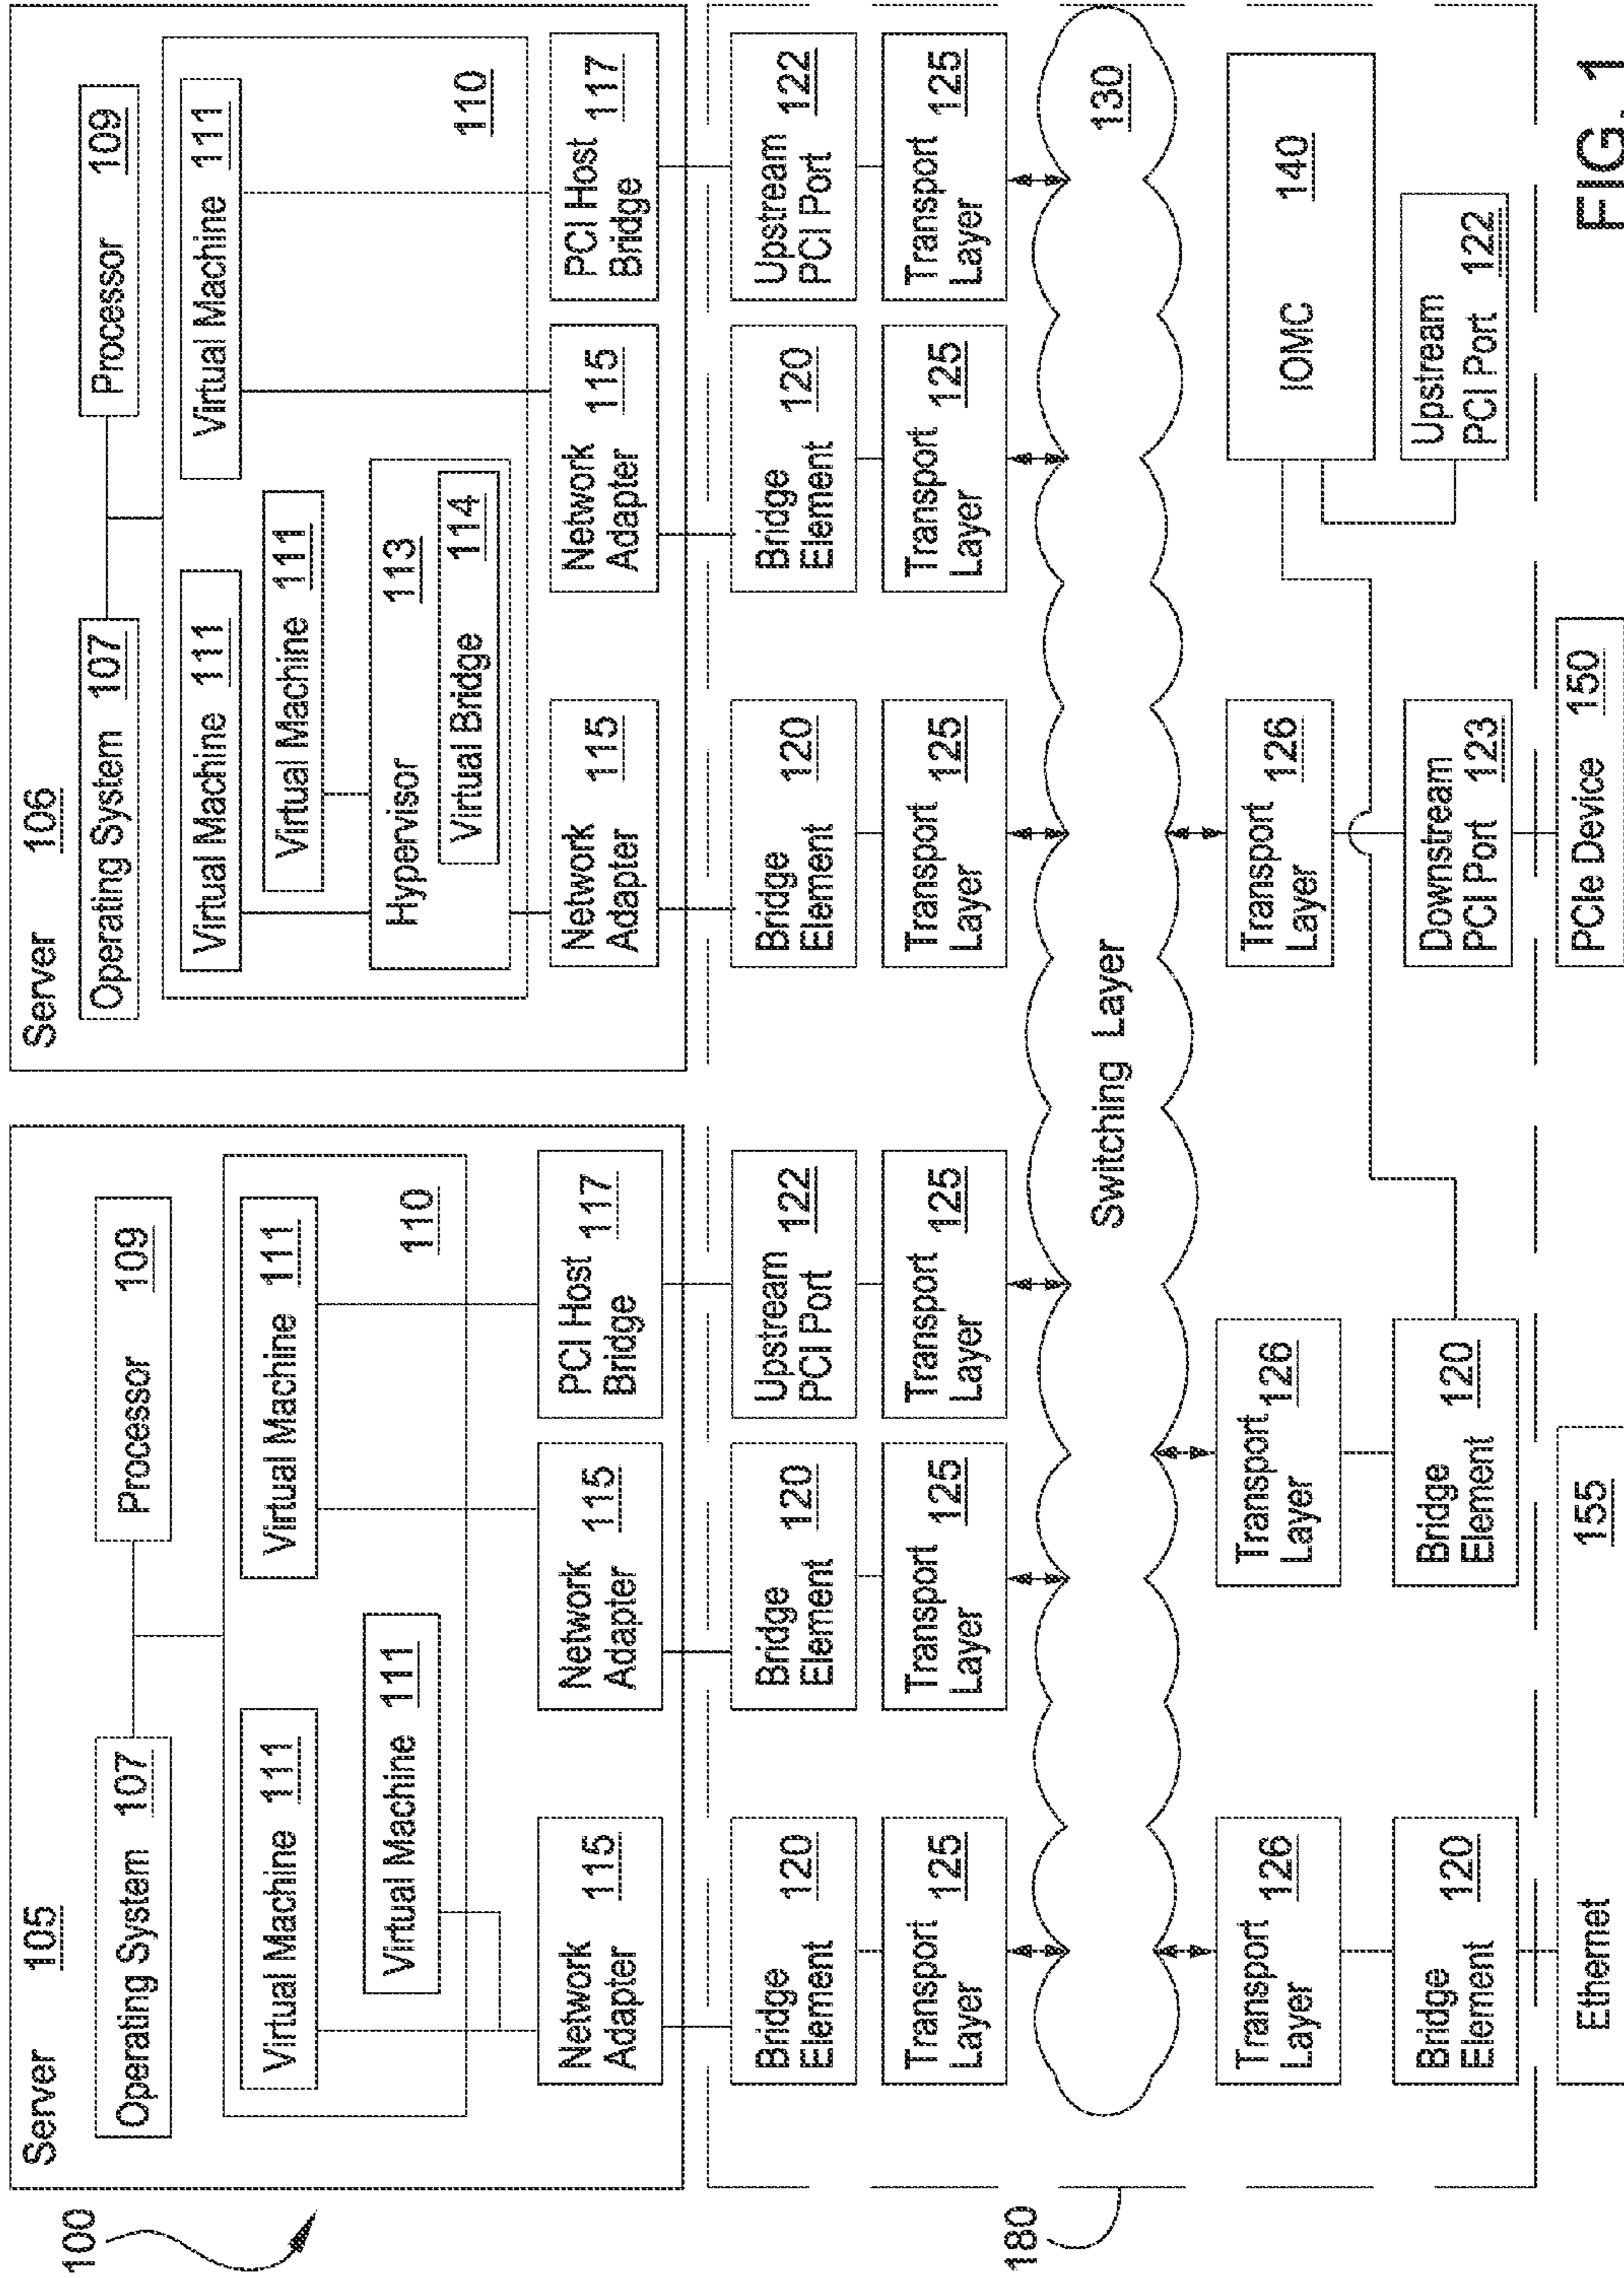 100
Server 105
Operating System 107
Processor 109
Virtual Machine 111
Virtual Machine 111
Virtual Machine 111
110
Network
Adapter 115
Network
Adapter 115
PCI Host
Bridge 117
Server 106
Operating System 107
Processor 109
Virtual Machine 111
Virtual Machine 111
Virtual Machine 111
Hypervisor 113
Virtual Bridge 114
110
Network
Adapter 115
Network
Adapter 115
PCI Host
Bridge 117
180
Bridge
Element 120
Bridge
Element 120
Upstream
PCI Port 122
Bridge
Element 120
Bridge
Element 120
Upstream
PCI Port 122
Transport
Layer 125
Transport
Layer 125
Transport
Layer 125
Transport
Layer 125
Transport
Layer 125
Transport
Layer 125
Switching Layer 130
Transport
Layer 126
Transport
Layer 126
Transport
Layer 126
IOMC 140
Bridge
Element 120
Bridge
Element 120
Downstream
PCI Port 123
Upstream
PCI Port 122
Ethernet 155
PCIe Device 150
FIG. 1